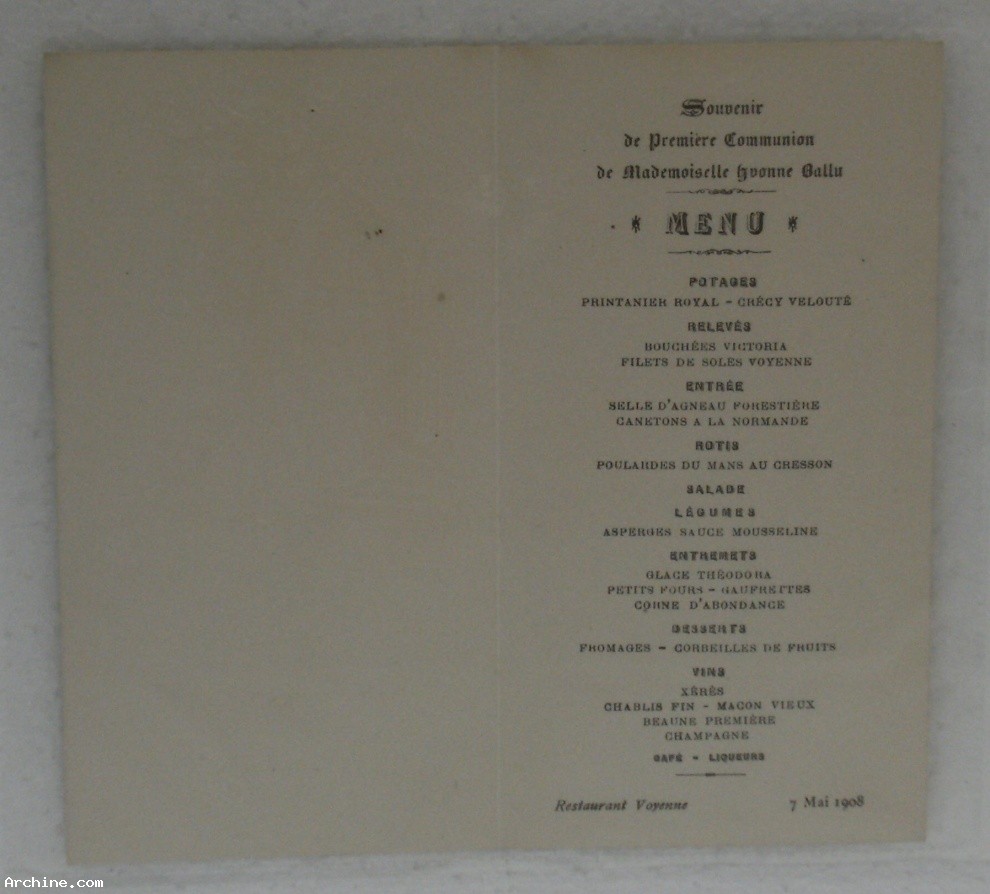 Souvenir
de Première Communion
de Mademoiselle Yvonne Ballu
* MENU *
POTAGES
PRINTANIER ROYAL - CRÉCY VELOUTÉ
RELEVÉS
BOUCHÉES VICTORIA
FILETS DE SOLES VOYENNE
ENTRÉE
SELLE D'AGNEAU FORESTIÈRE
CANETONS A LA NORMANDE
ROTIS
POULARDES DU MANS AU CRESSON
SALADE
LÉGUMES
ASPERGES SAUCE MOUSSELINE
ENTREMETS
GLACE THÉODORA
PETITS FOURS - GAUFRETTES
CORNE D'ABONDANCE
DESSERTS
FROMAGES - CORBEILLES DE FRUITS
VINS
XÉRÈS
CHABLIS FIN - MACON VIEUX
BEAUNE PREMIÈRE
CHAMPAGNE
CAFÉ - LIQUEURS
Restaurant Voyenne 7 Mai 1908
Archine.com